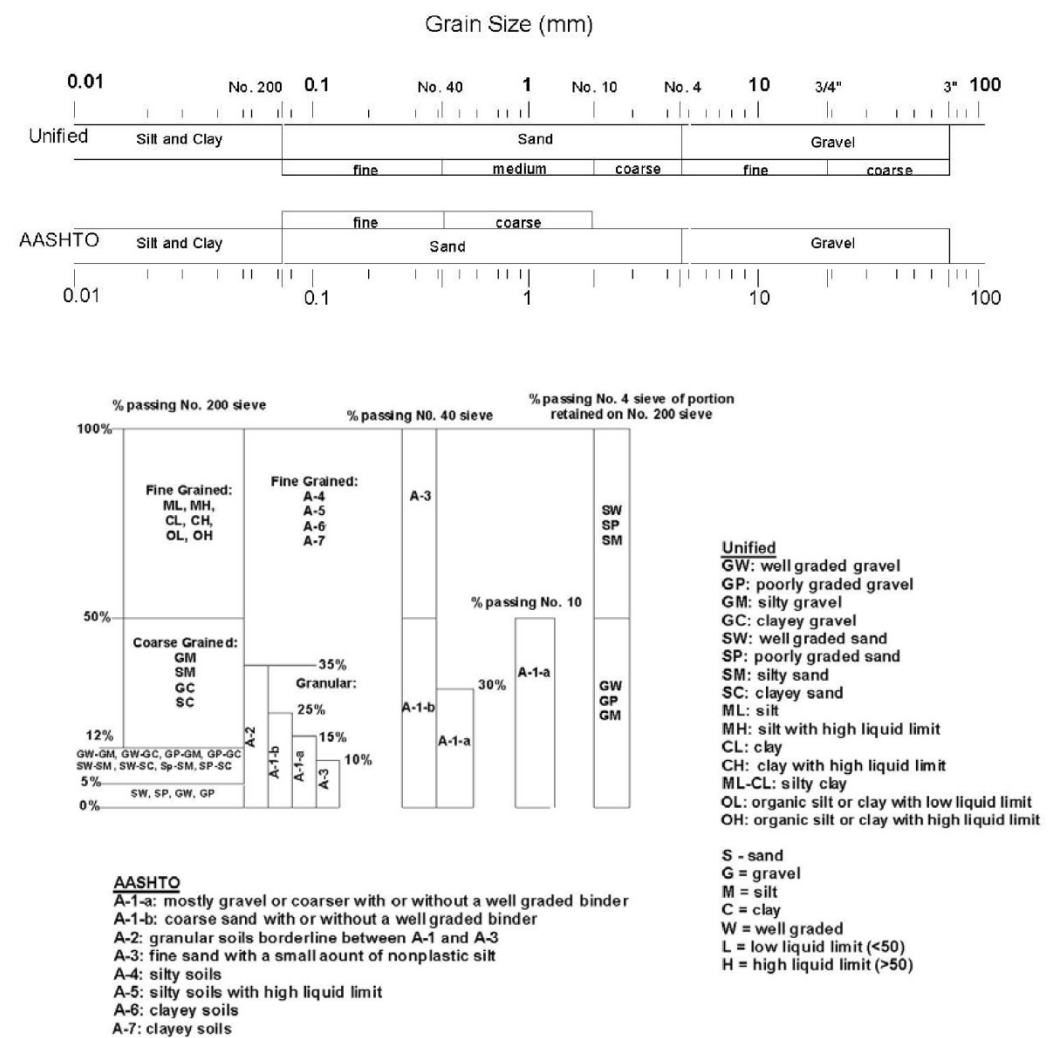 Grain Size (mm)
0.01 No. 200 0.1 No. 40 1 No. 10 No. 4 10 3/4" 3" 100
Unified Silt and Clay Sand Gravel
fine medium coarse fine coarse
fine coarse
AASHTO Silt and Clay Sand Gravel
0.01 0.1 1 10 100
% passing No. 200 sieve
% passing N0. 40 sieve
% passing No. 4 sieve of portion
retained on No. 200 sieve
100%
Fine Grained:
ML, MH,
CL, CH,
OL, OH
Fine Grained:
A-4
A-5
A-6
A-7
A-3
SW
SP
SM
50%
% passing No. 10
Coarse Grained:
GM
SM
GC
SC
35%
Granular:
30%
25%
15%
10%
A-2
A-1-b
A-1-a
A-3
A-1-b
A-1-a
A-1-a
GW
GP
GM
12%
GW-GM, GW-GC, GP-GM, GP-GC
SW-SM, SW-SC, Sp-SM, SP-SC
5%
SW, SP, GW, GP
0%
Unified
GW: well graded gravel
GP: poorly graded gravel
GM: silty gravel
GC: clayey gravel
SW: well graded sand
SP: poorly graded sand
SM: silty sand
SC: clayey sand
ML: silt
MH: silt with high liquid limit
CL: clay
CH: clay with high liquid limit
ML-CL: silty clay
OL: organic silt or clay with low liquid limit
OH: organic silt or clay with high liquid limit
S - sand
G = gravel
M = silt
C = clay
W = well graded
L = low liquid limit (<50)
H = high liquid limit (>50)
AASHTO
A-1-a: mostly gravel or coarser with or without a well graded binder
A-1-b: coarse sand with or without a well graded binder
A-2: granular soils borderline between A-1 and A-3
A-3: fine sand with a small aount of nonplastic silt
A-4: silty soils
A-5: silty soils with high liquid limit
A-6: clayey soils
A-7: clayey soils